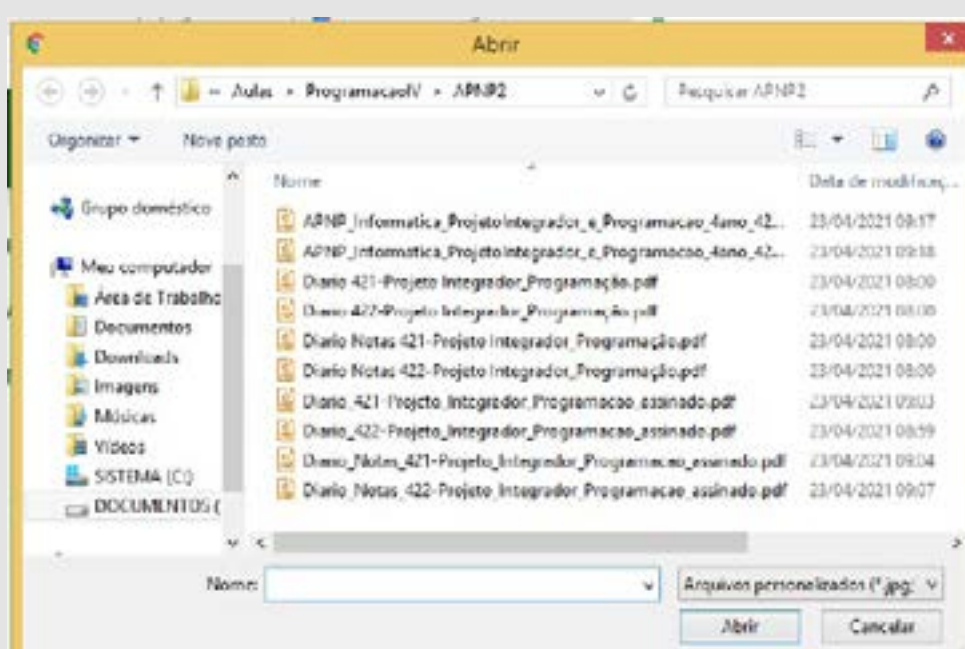 Abrir
Aulas ▸ ProgramacaoIV ▸ APNP2
Pesquisar APNP2
Organizar
Nova pasta
Nome
Data de modificaç...
Grupo doméstico
Meu computador
Área de Trabalho
Documentos
Downloads
Imagens
Músicas
Vídeos
SISTEMA (C:)
DOCUMENTOS (
APNP_Informatica_ProjetoIntegrador_e_Programacao_4ano_42... 23/04/2021 09:17
APNP_Informatica_ProjetoIntegrador_e_Programacao_4ano_42... 23/04/2021 09:18
Diario 421-Projeto Integrador_Programação.pdf 23/04/2021 08:00
Diario 422-Projeto Integrador_Programação.pdf 23/04/2021 08:00
Diario Notas 421-Projeto Integrador_Programação.pdf 23/04/2021 08:00
Diario Notas 422-Projeto Integrador_Programação.pdf 23/04/2021 08:00
Diario_421-Projeto_Integrador_Programacao_assinado.pdf 23/04/2021 09:03
Diario_422-Projeto_Integrador_Programacao_assinado.pdf 23/04/2021 08:59
Diario_Notas_421-Projeto_Integrador_Programacao_assinado.pdf 23/04/2021 09:04
Diario_Notas_422-Projeto_Integrador_Programacao_assinado.pdf 23/04/2021 09:07
Nome:
Arquivos personalizados (*.jpg;
Abrir
Cancelar